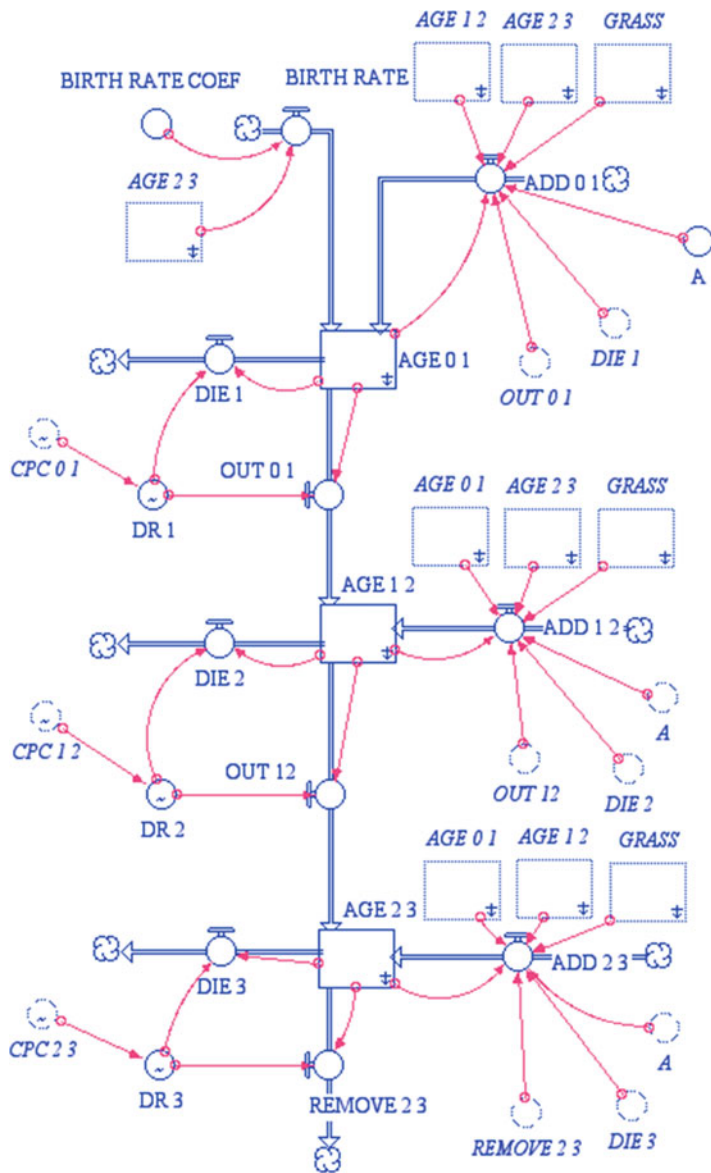 AGE 1 2 AGE 2 3 GRASS
BIRTH RATE COEF BIRTH RATE
AGE 2 3
ADD 0 1
A
DIE 1
OUT 0 1
AGE 0 1
DIE 1
CPC 0 1
DR 1
OUT 0 1
AGE 0 1 AGE 2 3 GRASS
AGE 1 2
ADD 1 2
DIE 2
A
CPC 1 2
OUT 12
OUT 12
DIE 2
DR 2
AGE 0 1 AGE 1 2 GRASS
AGE 2 3
ADD 2 3
DIE 3
CPC 2 3
A
DR 3
REMOVE 2 3
REMOVE 2 3
DIE 3